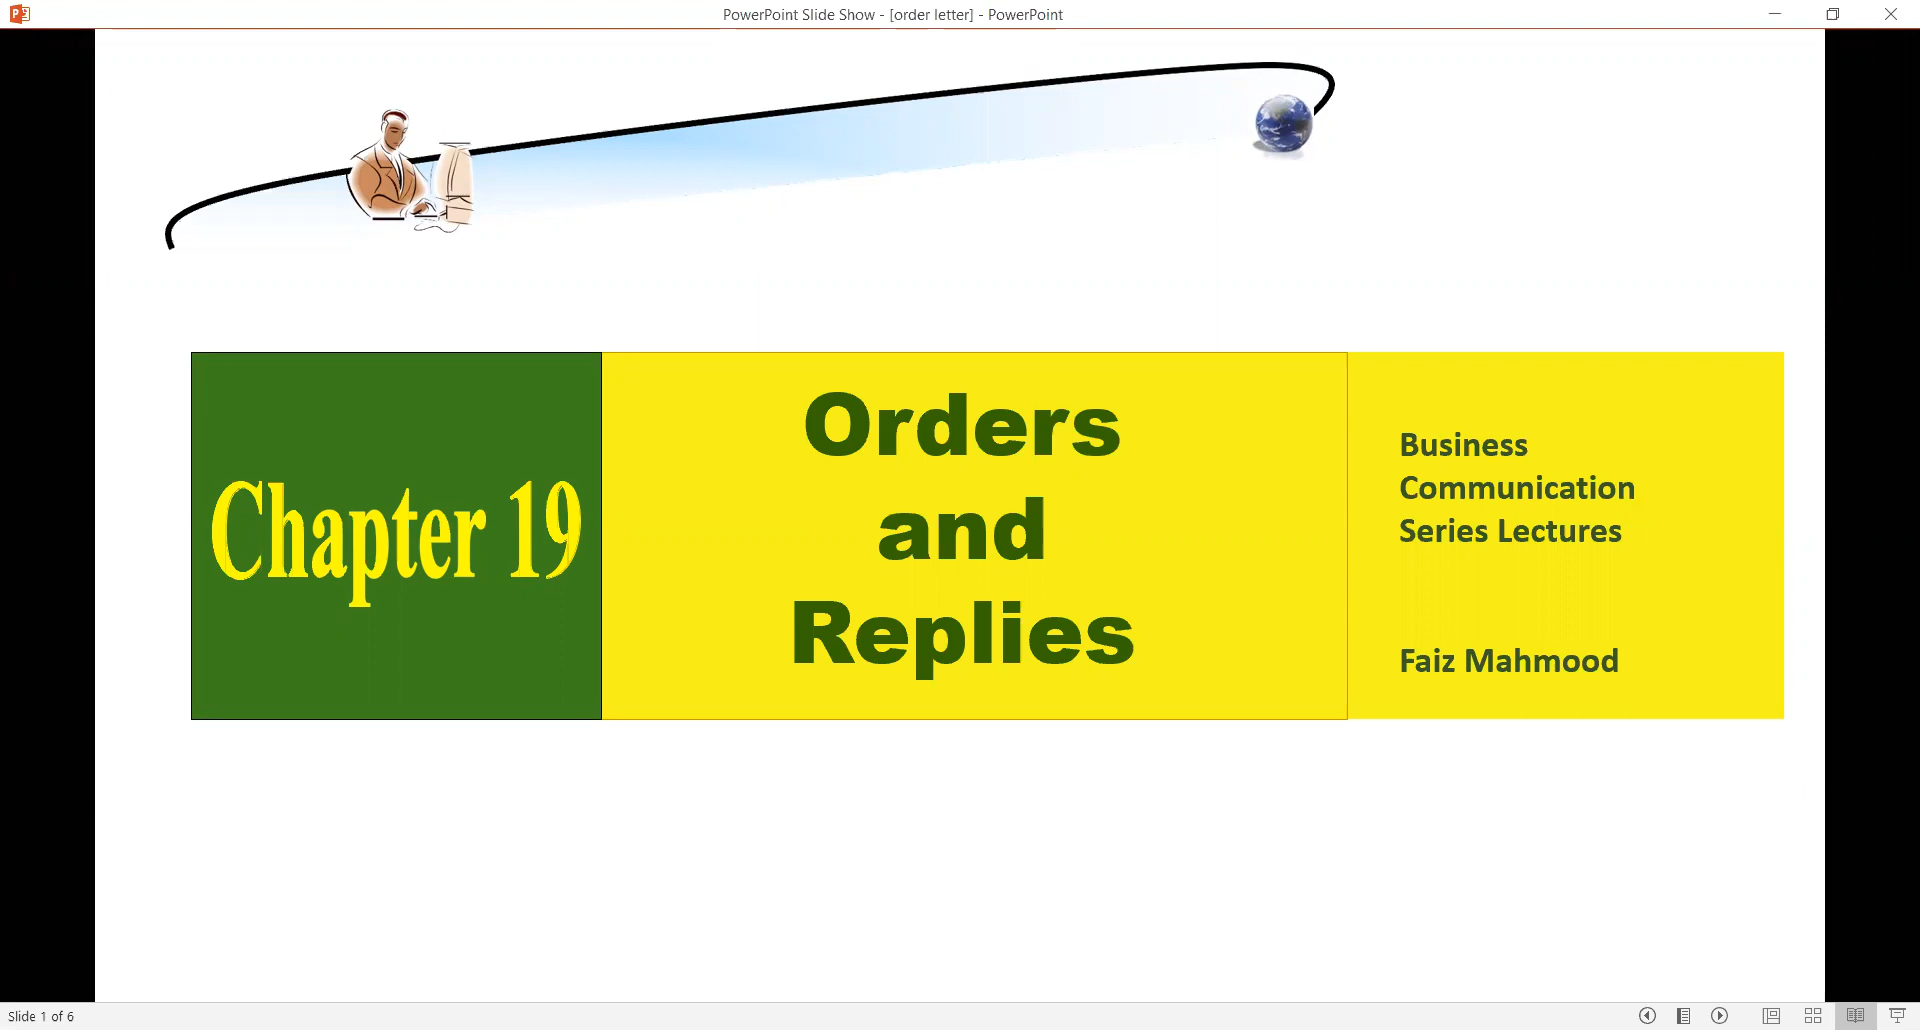 PowerPoint Slide Show - [order letter] - PowerPoint
Chapter 19
Orders
and
Replies
Business
Communication
Series Lectures
Faiz Mahmood
Slide 1 of 6